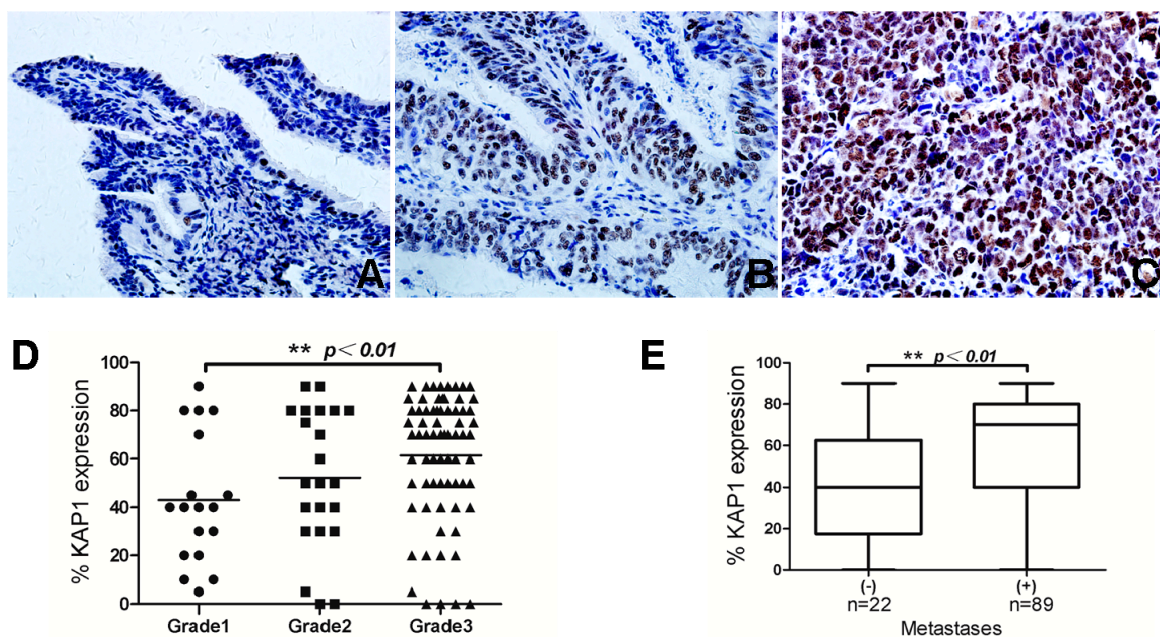 A
B
C
D
** p< 0.01
% KAP1 expression
100
80
60
40
20
0
Grade1
Grade2
Grade3
E
** p< 0.01
% KAP1 expression
100
80
60
40
20
0
(-)
(+)
n=22
n=89
Metastases